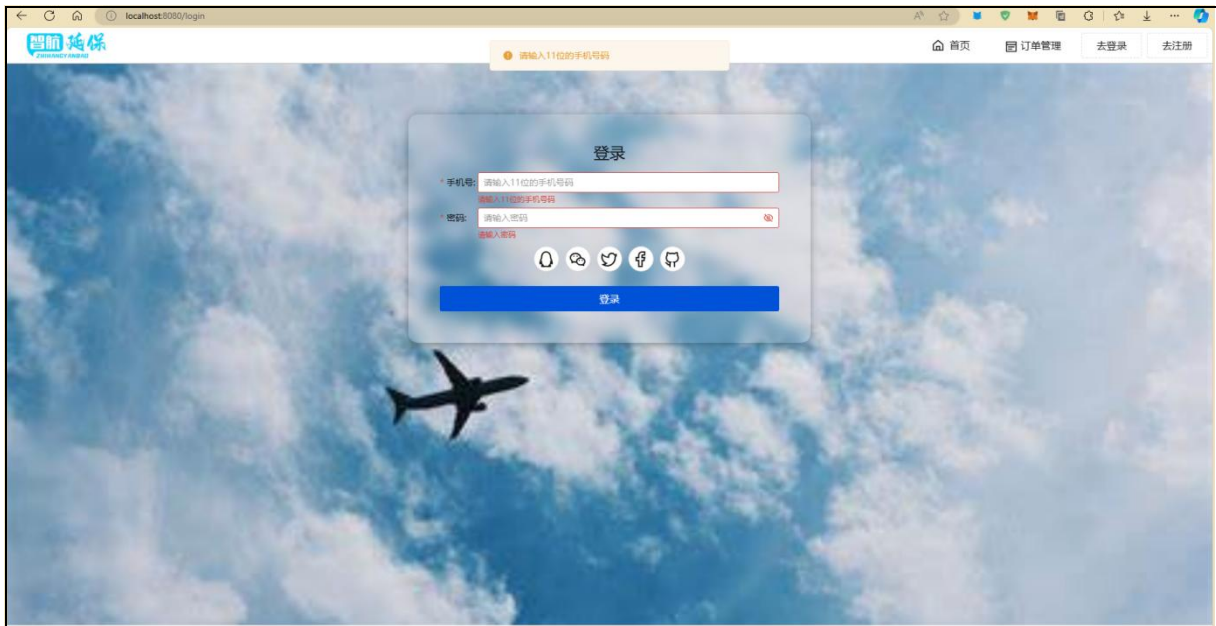 localhost:8080/login
智航延保
ZHIHANGYANBAO
请输入11位的手机号码
首页
订单管理
去登录
去注册
登录
* 手机号: 请输入11位的手机号码
请输入11位的手机号码
* 密码: 请输入密码
请输入密码
登录